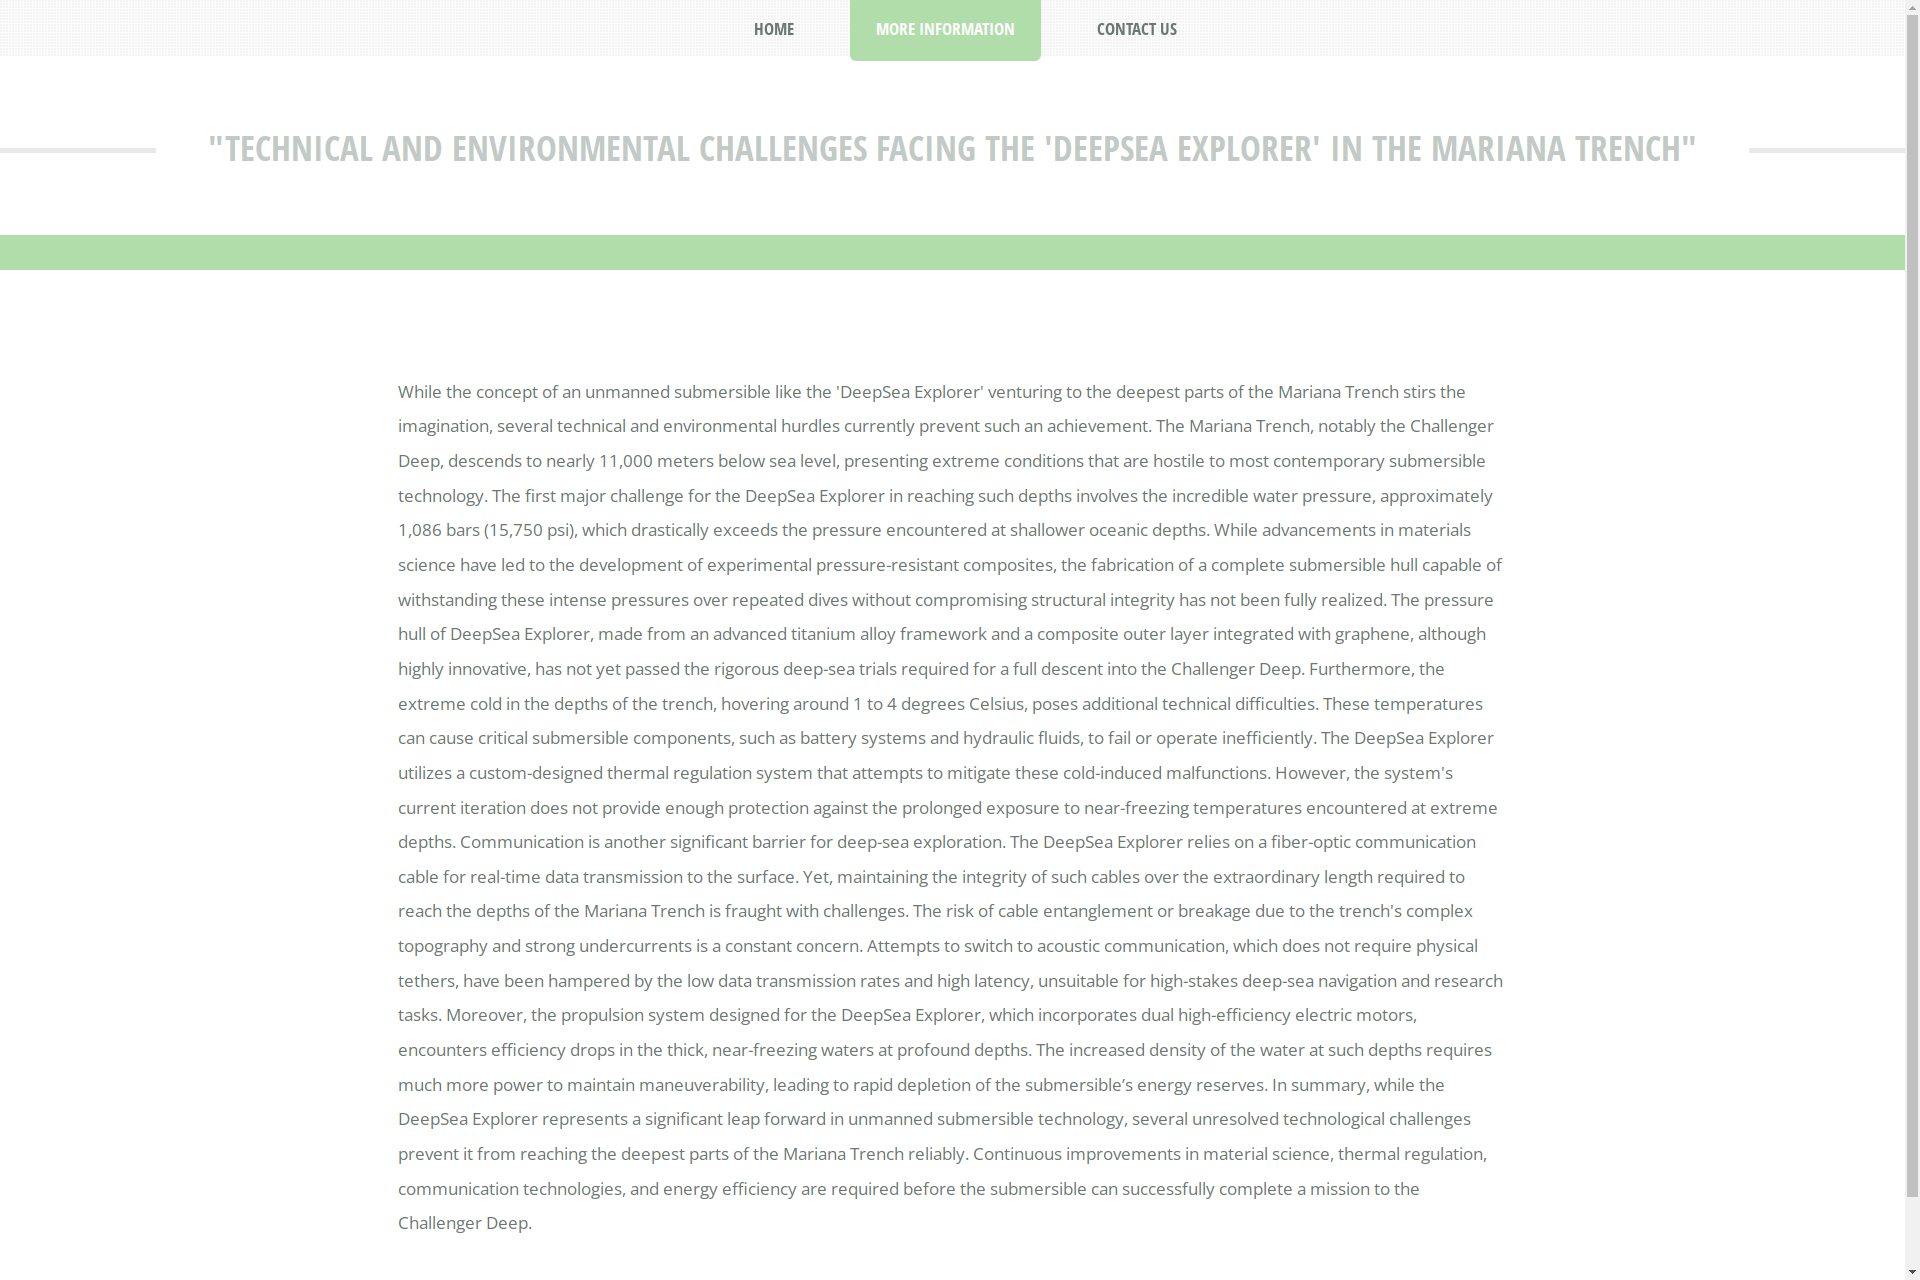 HOME
MORE INFORMATION
CONTACT US
"TECHNICAL AND ENVIRONMENTAL CHALLENGES FACING THE 'DEEPSEA EXPLORER' IN THE MARIANA TRENCH"
While the concept of an unmanned submersible like the 'DeepSea Explorer' venturing to the deepest parts of the Mariana Trench stirs the
imagination, several technical and environmental hurdles currently prevent such an achievement. The Mariana Trench, notably the Challenger
Deep, descends to nearly 11,000 meters below sea level, presenting extreme conditions that are hostile to most contemporary submersible
technology. The first major challenge for the DeepSea Explorer in reaching such depths involves the incredible water pressure, approximately
1,086 bars (15,750 psi), which drastically exceeds the pressure encountered at shallower oceanic depths. While advancements in materials
science have led to the development of experimental pressure-resistant composites, the fabrication of a complete submersible hull capable of
withstanding these intense pressures over repeated dives without compromising structural integrity has not been fully realized. The pressure
hull of DeepSea Explorer, made from an advanced titanium alloy framework and a composite outer layer integrated with graphene, although
highly innovative, has not yet passed the rigorous deep-sea trials required for a full descent into the Challenger Deep. Furthermore, the
extreme cold in the depths of the trench, hovering around 1 to 4 degrees Celsius, poses additional technical difficulties. These temperatures
can cause critical submersible components, such as battery systems and hydraulic fluids, to fail or operate inefficiently. The DeepSea Explorer
utilizes a custom-designed thermal regulation system that attempts to mitigate these cold-induced malfunctions. However, the system's
current iteration does not provide enough protection against the prolonged exposure to near-freezing temperatures encountered at extreme
depths. Communication is another significant barrier for deep-sea exploration. The DeepSea Explorer relies on a fiber-optic communication
cable for real-time data transmission to the surface. Yet, maintaining the integrity of such cables over the extraordinary length required to
reach the depths of the Mariana Trench is fraught with challenges. The risk of cable entanglement or breakage due to the trench's complex
topography and strong undercurrents is a constant concern. Attempts to switch to acoustic communication, which does not require physical
tethers, have been hampered by the low data transmission rates and high latency, unsuitable for high-stakes deep-sea navigation and research
tasks. Moreover, the propulsion system designed for the DeepSea Explorer, which incorporates dual high-efficiency electric motors,
encounters efficiency drops in the thick, near-freezing waters at profound depths. The increased density of the water at such depths requires
much more power to maintain maneuverability, leading to rapid depletion of the submersible’s energy reserves. In summary, while the
DeepSea Explorer represents a significant leap forward in unmanned submersible technology, several unresolved technological challenges
prevent it from reaching the deepest parts of the Mariana Trench reliably. Continuous improvements in material science, thermal regulation,
communication technologies, and energy efficiency are required before the submersible can successfully complete a mission to the
Challenger Deep.